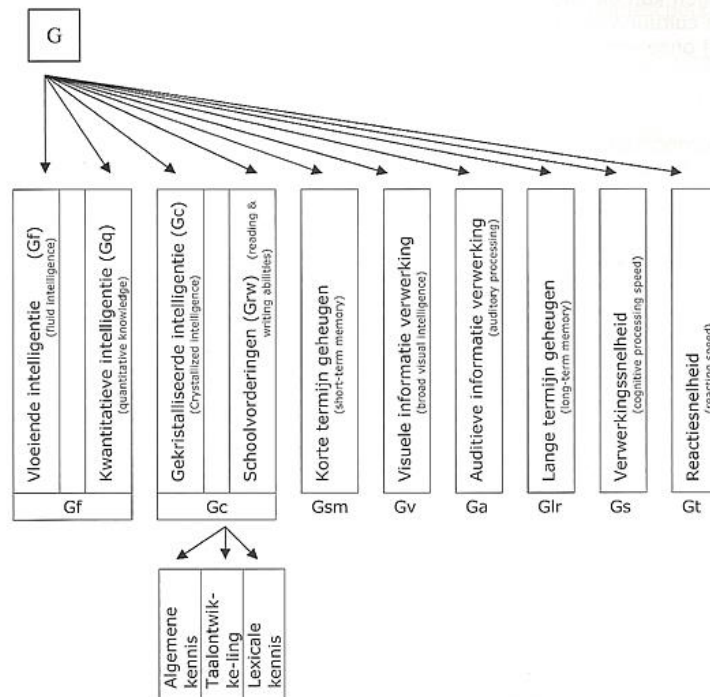 G
Vloeiende intelligentie (Gf)
(fluid intelligence)
Kwantitatieve intelligentie (Gq)
(quantitative knowledge)
Gekristalliseerde intelligentie (Gc)
(Crystallized intelligence)
Schoolvorderingen (Grw) (reading &
writing abilities)
Korte termijn geheugen
(short-term memory)
Visuele informatie verwerking
(broad visual intelligence)
Auditieve informatie verwerking
(auditory processing)
Lange termijn geheugen
(long-term memory)
Verwerkingssnelheid
(cognitive processing speed)
Reactiesnelheid
(reaction speed)
Gf
Gc
Gsm
Gv
Ga
Glr
Gs
Gt
Algemene
kennis
Taalontwik-
ke-ling
Lexicale
kennis